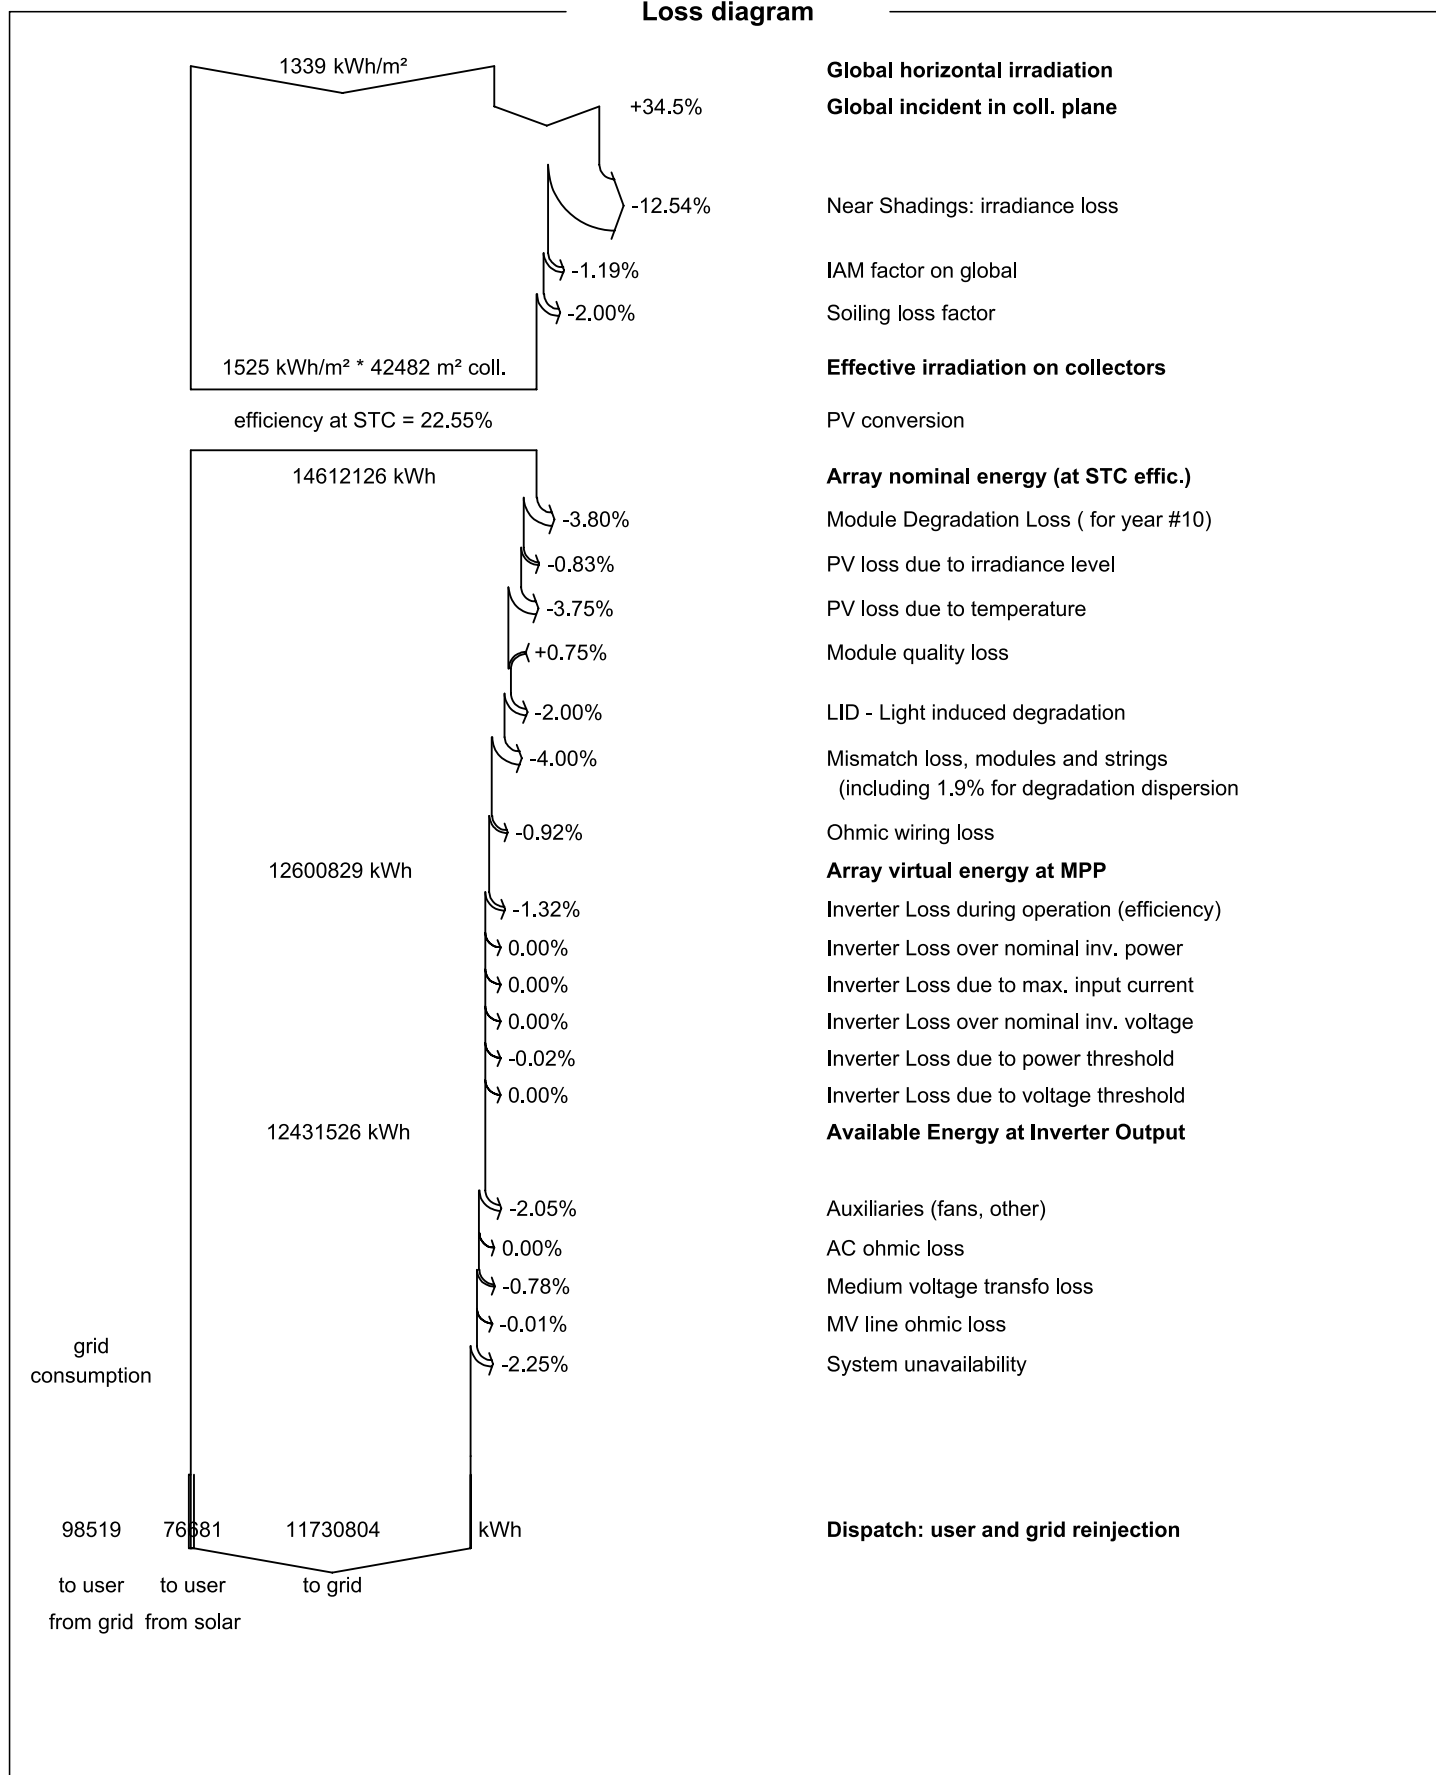 Loss diagram
1339 kWh/m² Global horizontal irradiation
+34.5% Global incident in coll. plane
-12.54% Near Shadings: irradiance loss
-1.19% IAM factor on global
-2.00% Soiling loss factor
1525 kWh/m² * 42482 m² coll. Effective irradiation on collectors
efficiency at STC = 22.55% PV conversion
14612126 kWh Array nominal energy (at STC effic.)
-3.80% Module Degradation Loss ( for year #10)
-0.83% PV loss due to irradiance level
-3.75% PV loss due to temperature
+0.75% Module quality loss
-2.00% LID - Light induced degradation
-4.00% Mismatch loss, modules and strings
(including 1.9% for degradation dispersion
-0.92% Ohmic wiring loss
12600829 kWh Array virtual energy at MPP
-1.32% Inverter Loss during operation (efficiency)
0.00% Inverter Loss over nominal inv. power
0.00% Inverter Loss due to max. input current
0.00% Inverter Loss over nominal inv. voltage
-0.02% Inverter Loss due to power threshold
0.00% Inverter Loss due to voltage threshold
12431526 kWh Available Energy at Inverter Output
-2.05% Auxiliaries (fans, other)
0.00% AC ohmic loss
-0.78% Medium voltage transfo loss
-0.01% MV line ohmic loss
grid
consumption
-2.25% System unavailability
98519 76681 11730804 kWh Dispatch: user and grid reinjection
to user to user to grid
from grid from solar